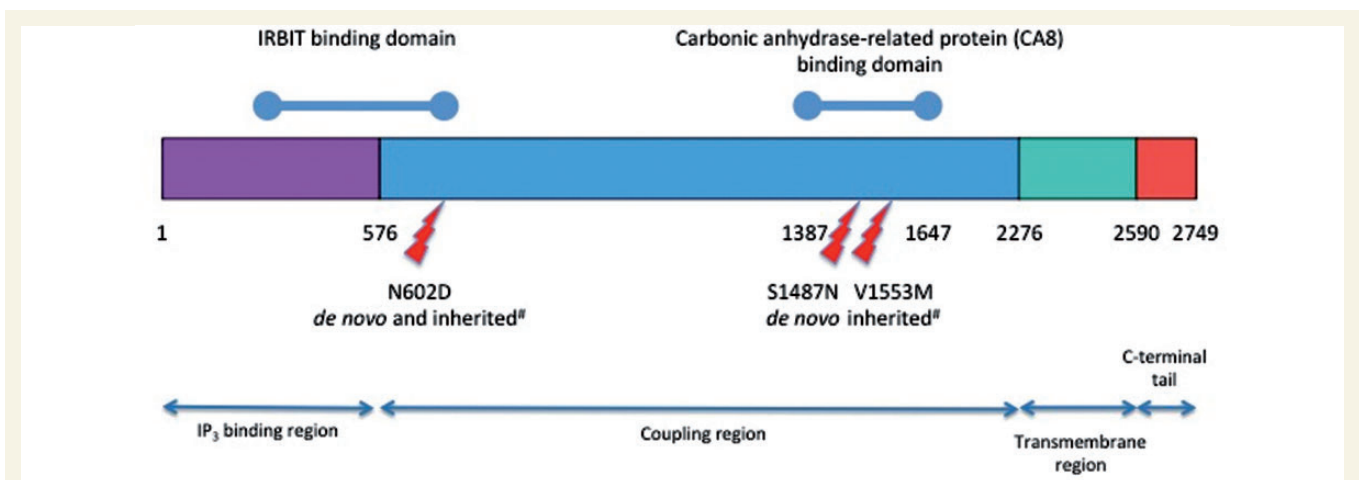 IRBIT binding domain
Carbonic anhydrase-related protein (CA8)
binding domain
1
576
1387
1647
2276
2590
2749
N602D
de novo and inherited#
S1487N V1553M
de novo inherited#
C-terminal
tail
IP₃ binding region
Coupling region
Transmembrane
region